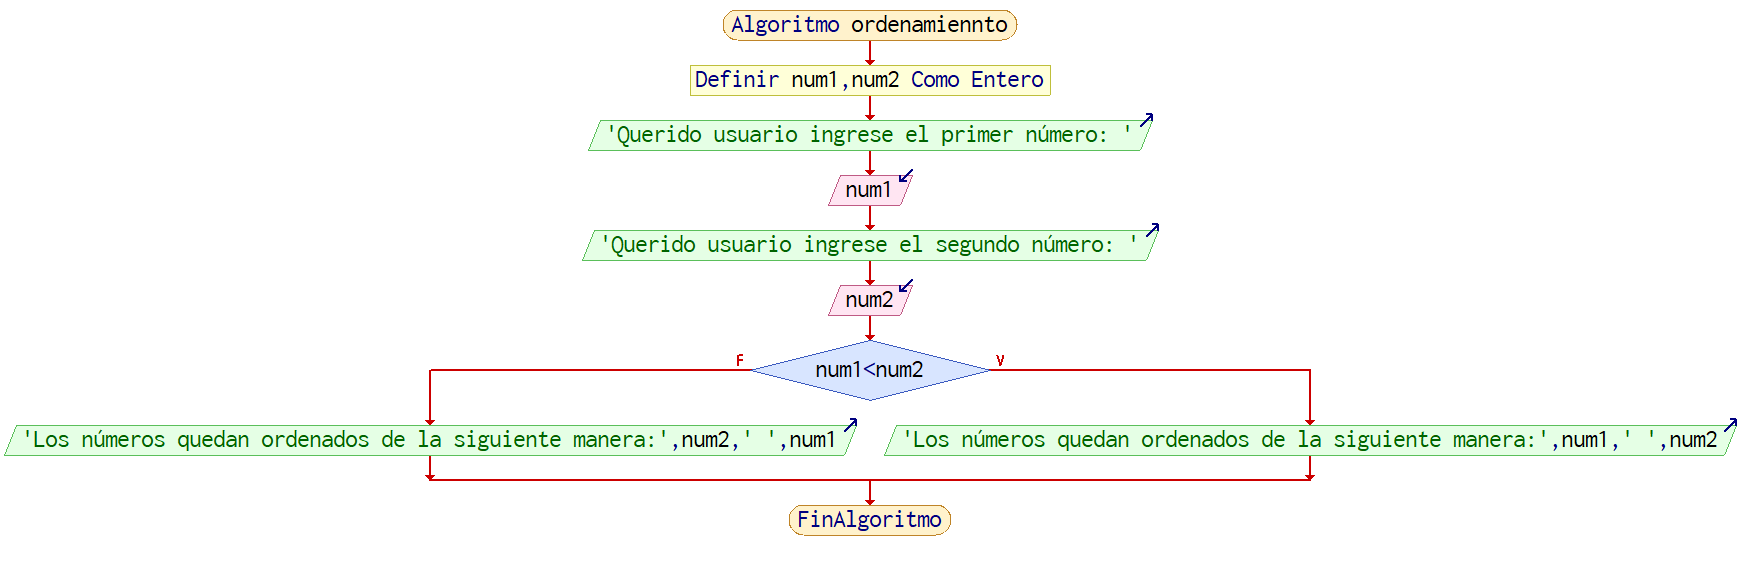 Algoritmo ordenamiennto
Definir num1,num2 Como Entero
'Querido usuario ingrese el primer número: '
num1
'Querido usuario ingrese el segundo número: '
num2
F
num1<num2
V
'Los números quedan ordenados de la siguiente manera:',num2,' ',num1
'Los números quedan ordenados de la siguiente manera:',num1,' ',num2
FinAlgoritmo